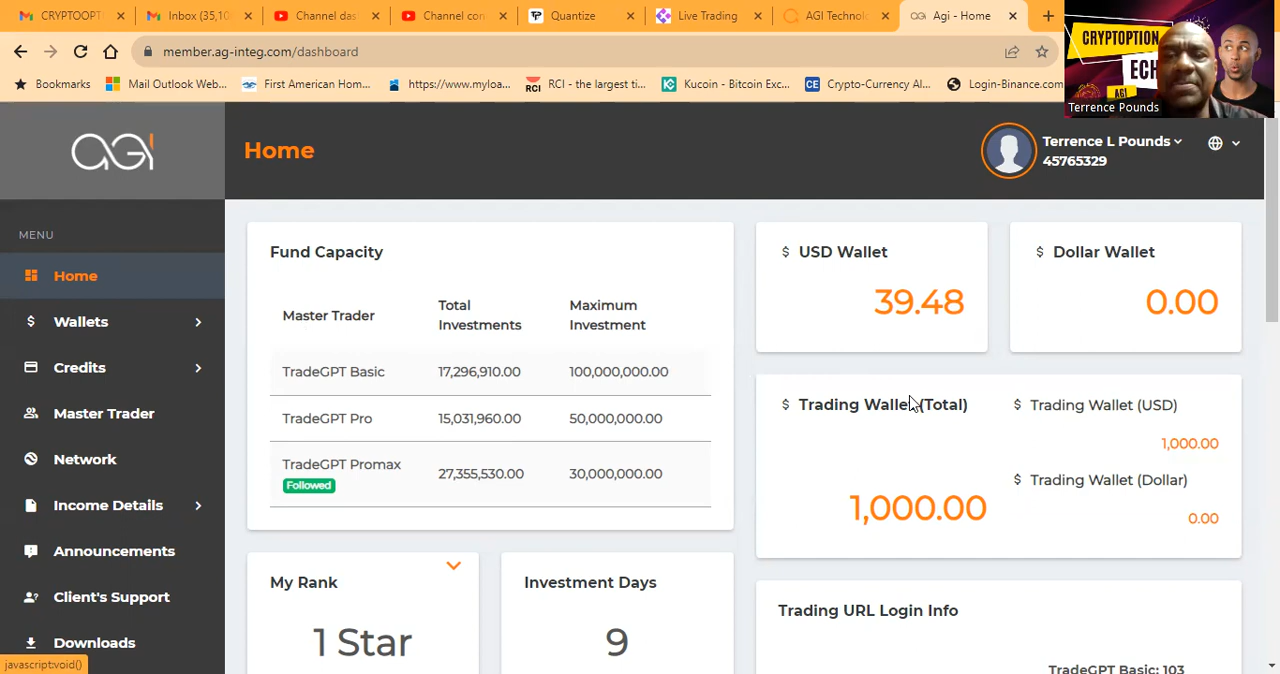 CRYPTOOPT
Inbox (35,10
Channel das
Channel con
Quantize
Live Trading
AGI Technol
Agi - Home
member.ag-integ.com/dashboard
Bookmarks
Mail Outlook Web...
First American Hom...
https://www.myloa...
RCI - the largest ti...
Kucoin - Bitcoin Exc...
Crypto-Currency Al...
Login-Binance.com
CRYPTOPTION
ECH
AGI
Terrence Pounds
AGI
Home
Terrence L Pounds
45765329
MENU
Home
Wallets
Credits
Master Trader
Network
Income Details
Announcements
Client's Support
Downloads
javascript:void()
Fund Capacity
Master Trader
Total Investments
Maximum Investment
TradeGPT Basic 17,296,910.00 100,000,000.00
TradeGPT Pro 15,031,960.00 50,000,000.00
TradeGPT Promax 27,355,530.00 30,000,000.00
Followed
$ USD Wallet
39.48
$ Dollar Wallet
0.00
$ Trading Wallet (Total)
1,000.00
$ Trading Wallet (USD)
1,000.00
$ Trading Wallet (Dollar)
0.00
My Rank
1 Star
Investment Days
9
Trading URL Login Info
TradeGPT Basic: 103